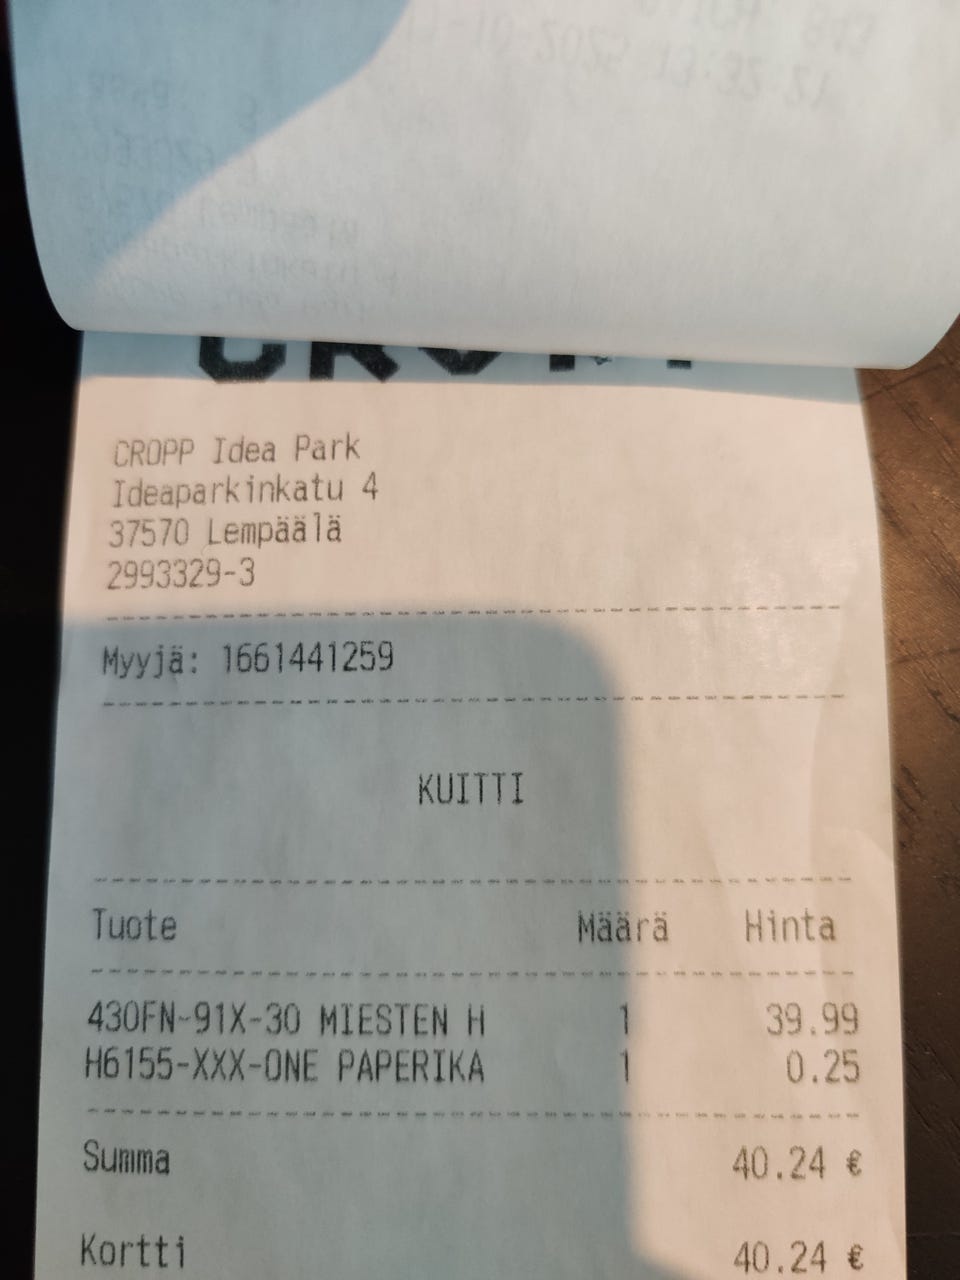 CROPP Idea Park
Ideaparkinkatu 4
37570 Lempäälä
2993329-3
Myyjä: 1661441259
KUITTI
Tuote Määrä Hinta
430FN-91X-30 MIESTEN H 1 39.99
H6155-XXX-ONE PAPERIKA 1 0.25
Summa 40.24 €
Kortti 40.24 €